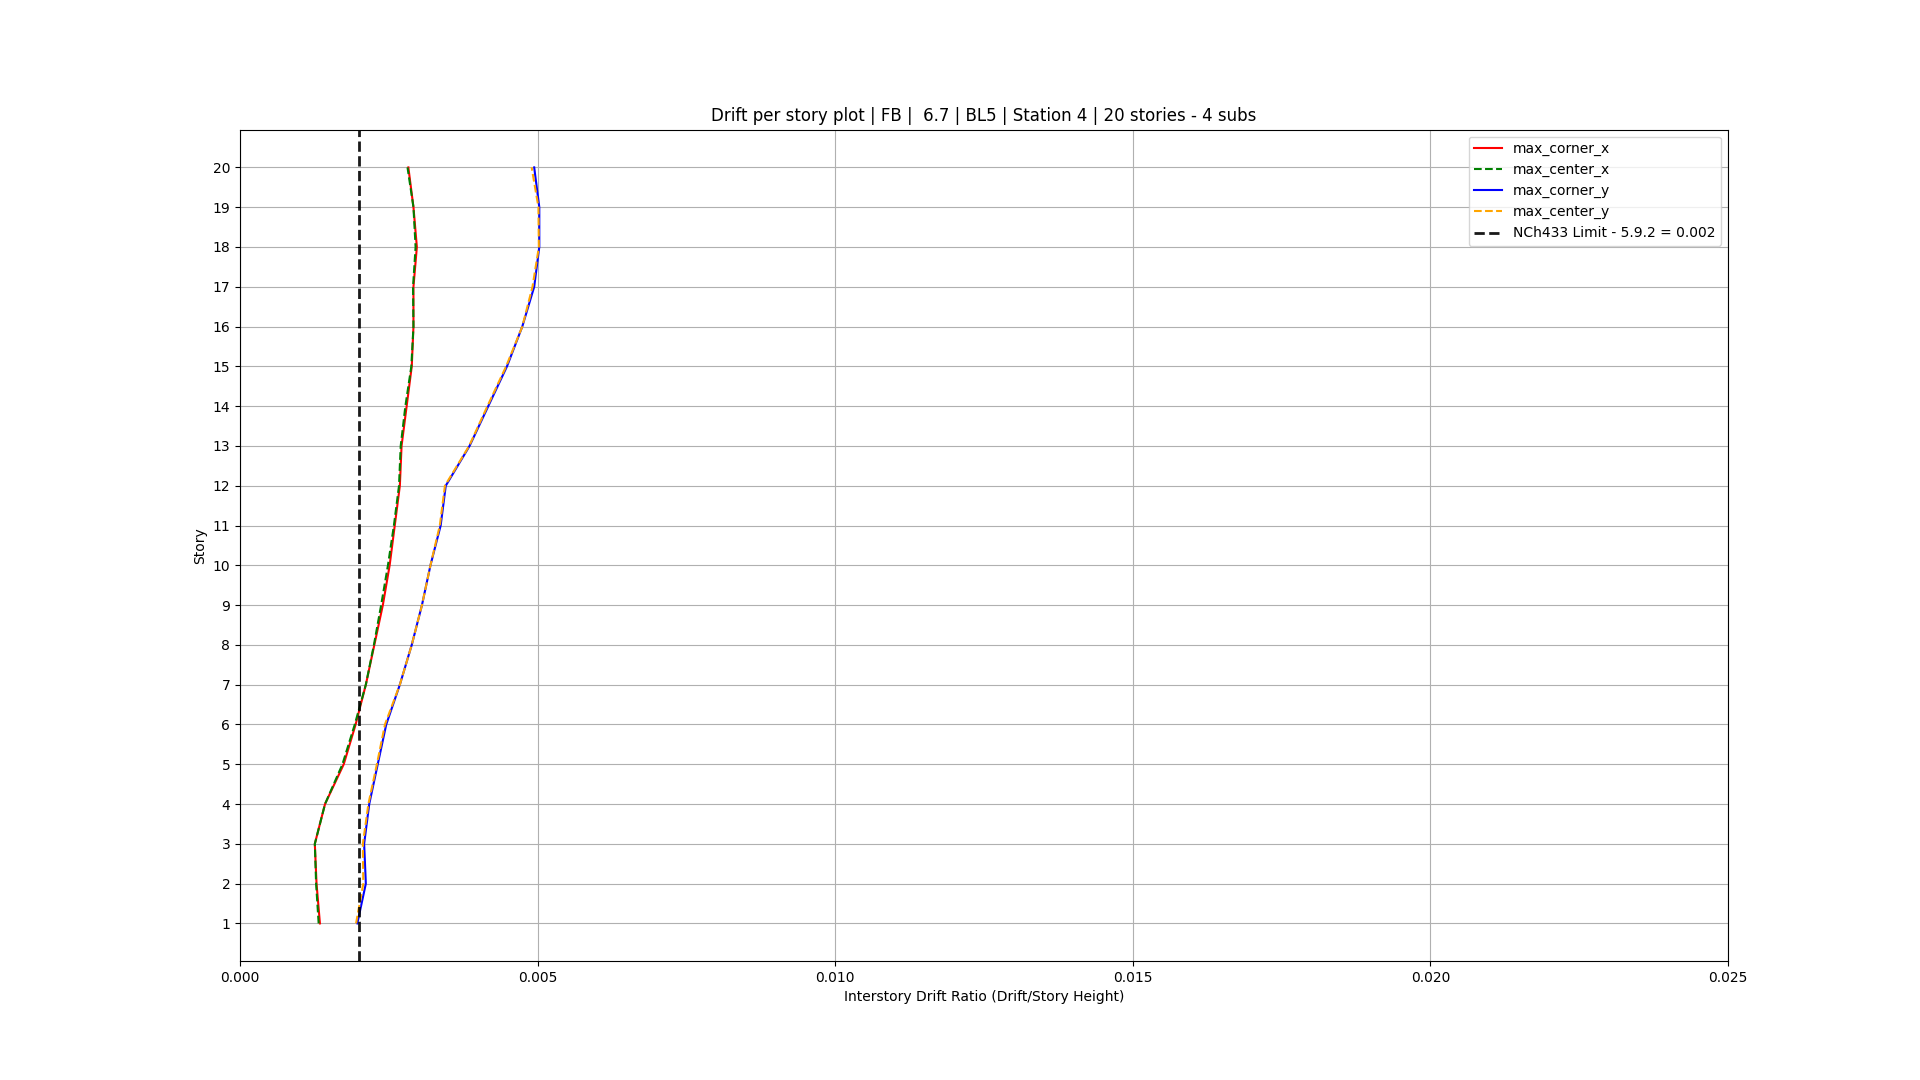 Drift per story plot | FB |  6.7 | BL5 | Station 4 | 20 stories - 4 subs
max_corner_x
max_center_x
max_corner_y
max_center_y
NCh433 Limit - 5.9.2 = 0.002
Story
20
19
18
17
16
15
14
13
12
11
10
9
8
7
6
5
4
3
2
1
0.000 0.005 0.010 0.015 0.020 0.025
Interstory Drift Ratio (Drift/Story Height)